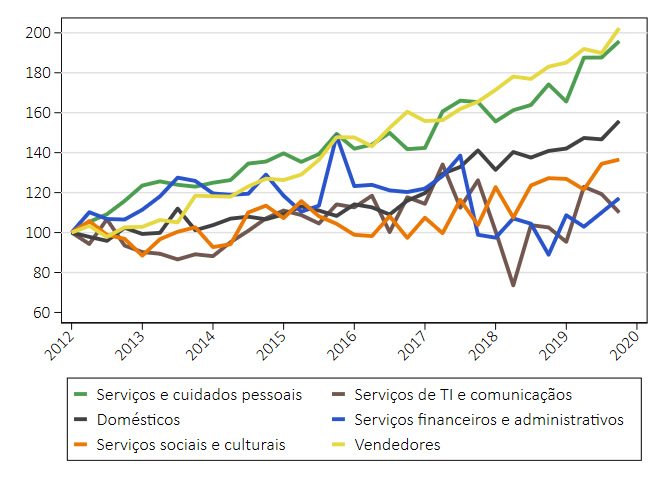 200
180
160
140
120
100
80
60
2012
2013
2014
2015
2016
2017
2018
2019
2020
Serviços e cuidados pessoais
Serviços de TI e comunicaçãos
Domésticos
Serviços financeiros e administrativos
Serviços sociais e culturais
Vendedores